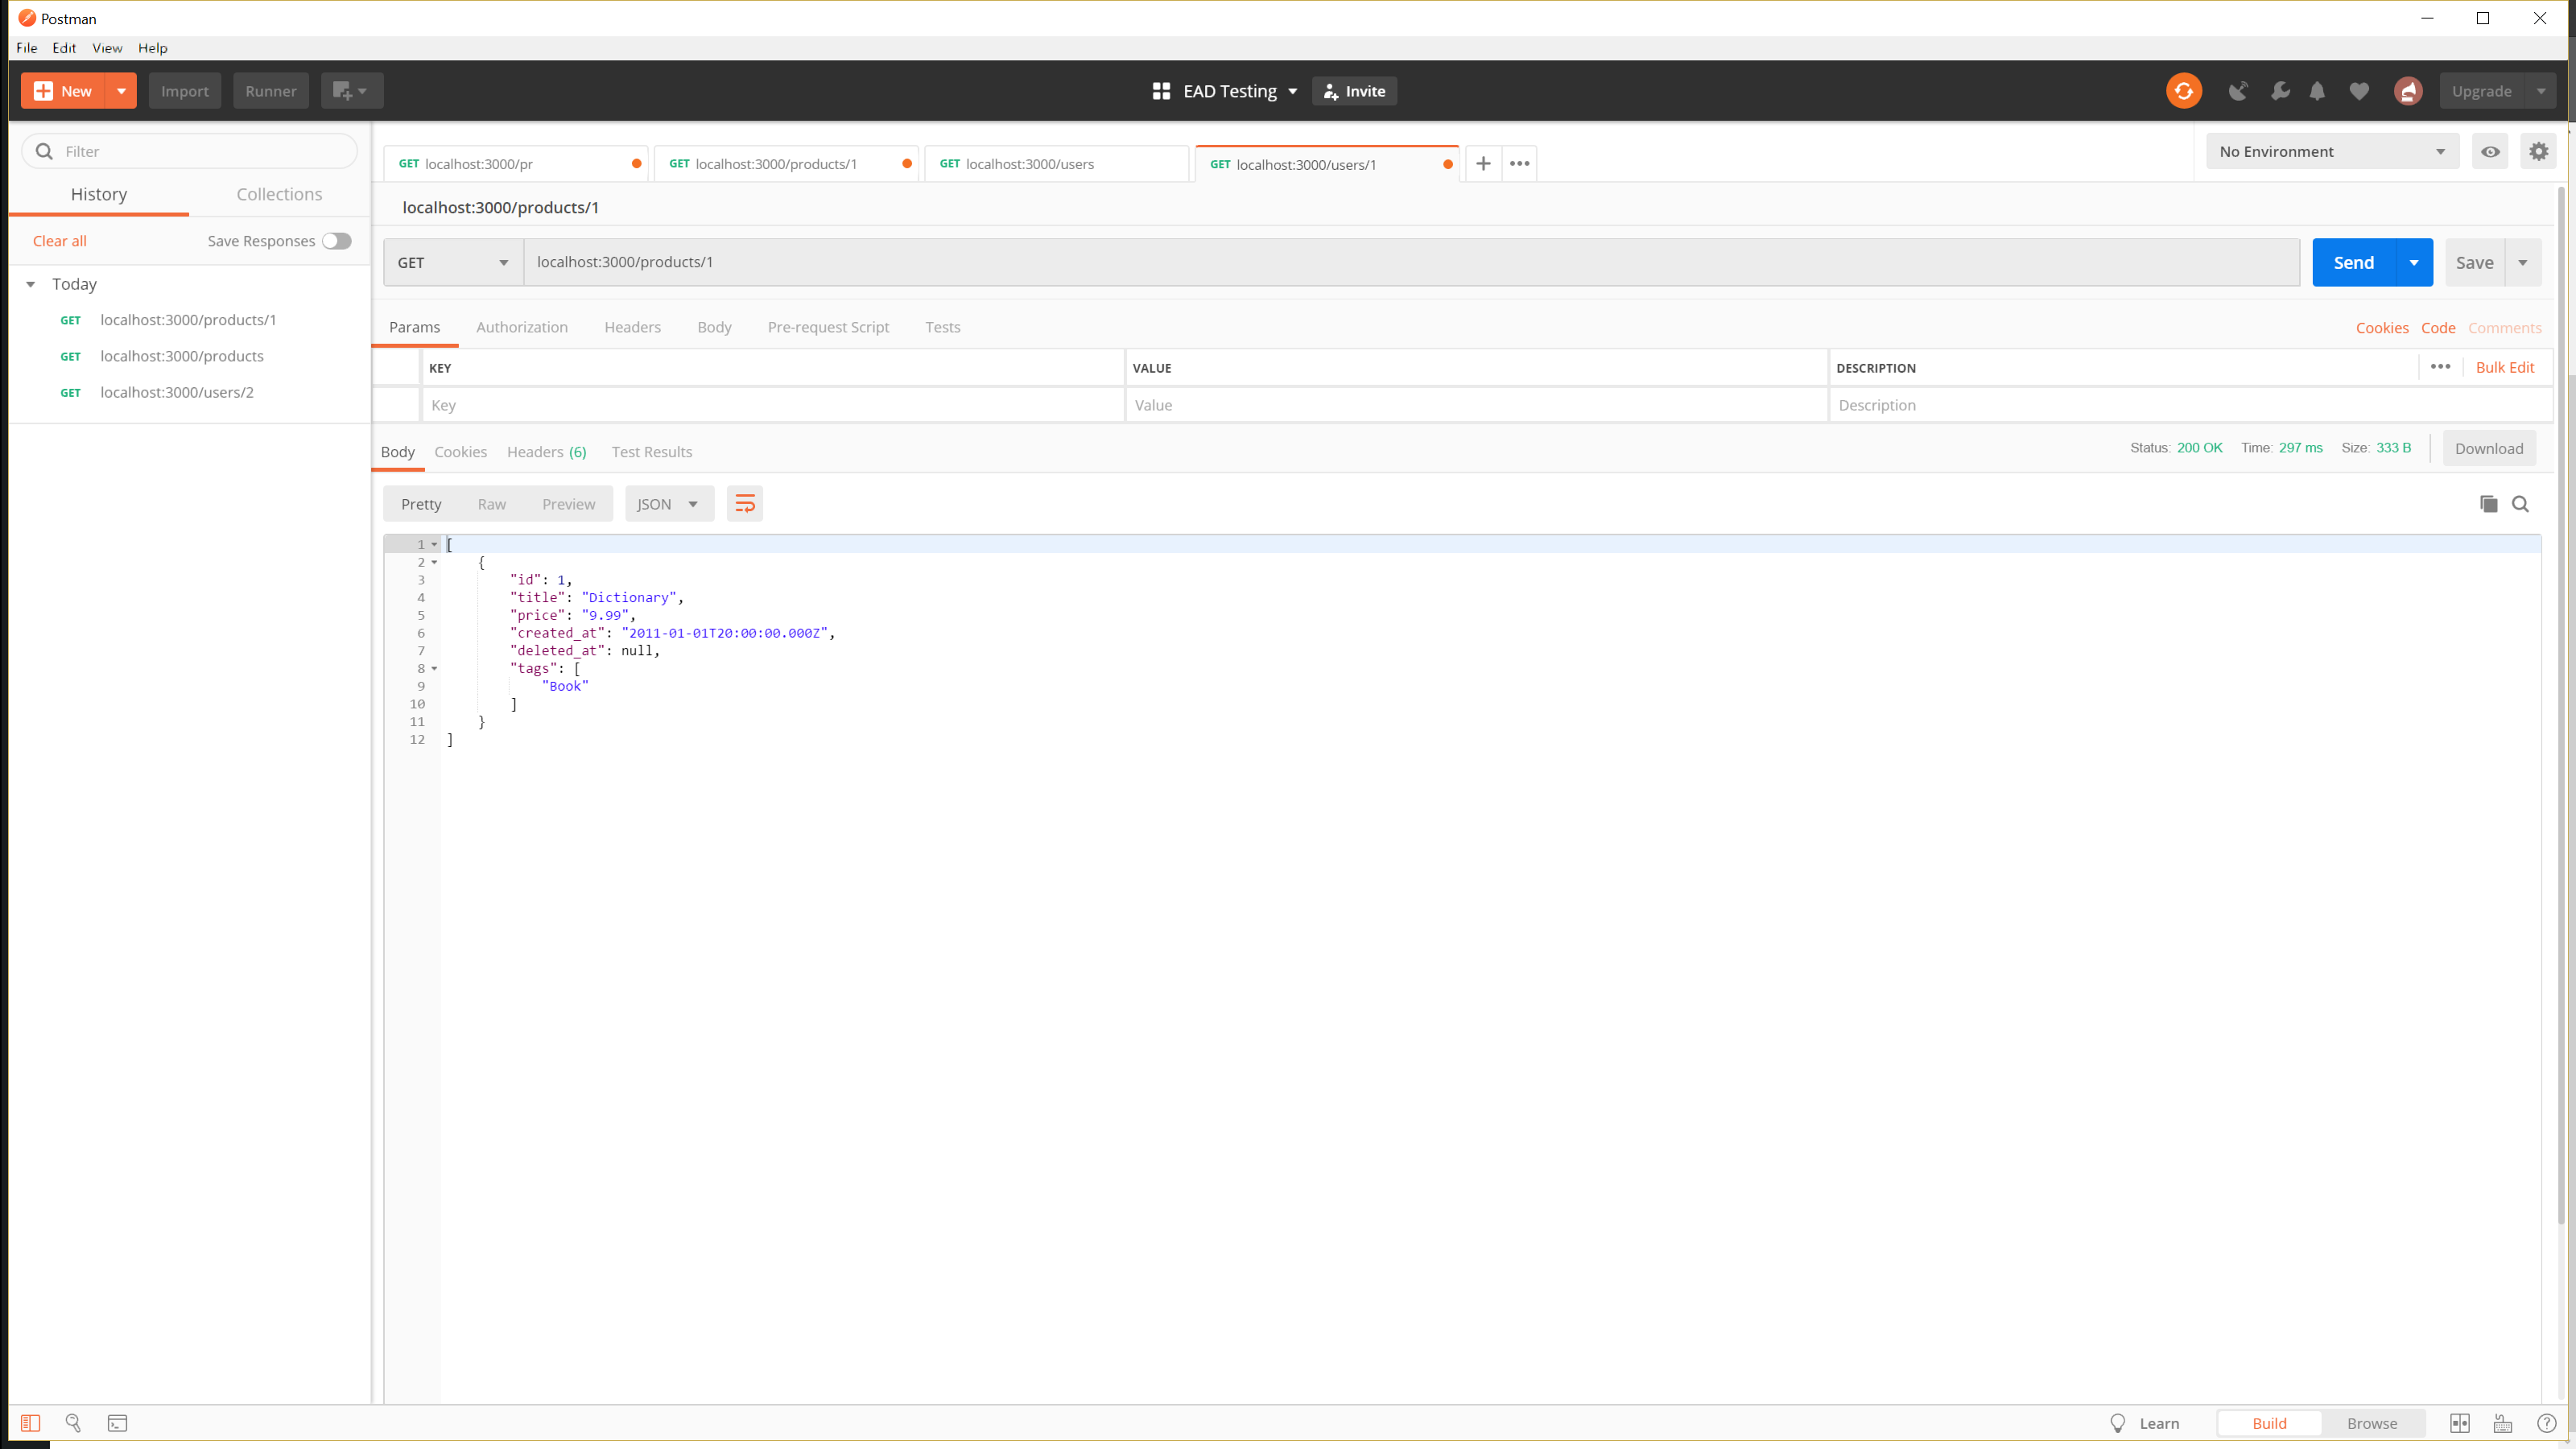 Postman
File Edit View Help
New Import Runner EAD Testing Invite Upgrade
Filter
History Collections
Clear all Save Responses
Today
GET localhost:3000/products/1
GET localhost:3000/products
GET localhost:3000/users/2
GET localhost:3000/pr GET localhost:3000/products/1 GET localhost:3000/users GET localhost:3000/users/1 No Environment
localhost:3000/products/1
GET localhost:3000/products/1 Send Save
Params Authorization Headers Body Pre-request Script Tests Cookies Code Comments
KEY VALUE DESCRIPTION Bulk Edit
Key Value Description
Body Cookies Headers (6) Test Results Status: 200 OK Time: 297 ms Size: 333 B Download
Pretty Raw Preview JSON
1 [
2 {
3 "id": 1,
4 "title": "Dictionary",
5 "price": "9.99",
6 "created_at": "2011-01-01T20:00:00.000Z",
7 "deleted_at": null,
8 "tags": [
9 "Book"
10 ]
11 }
12 ]
Learn Build Browse